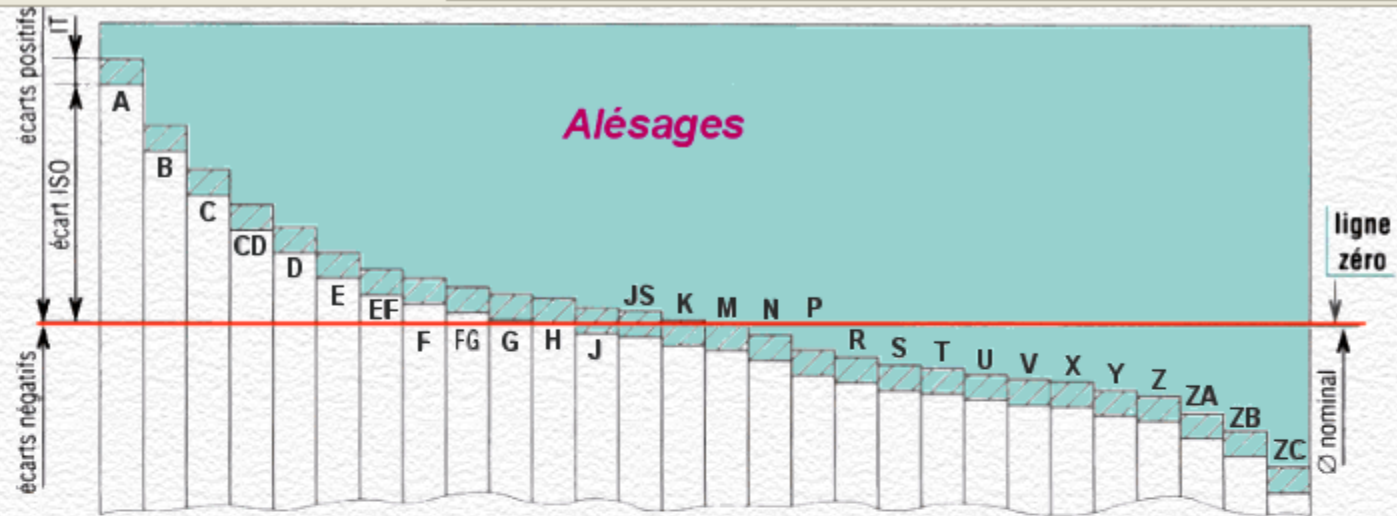 écarts positifs
IT
écart ISO
écarts négatifs
Alésages
A
B
C
CD
D
E
EF
F
FG
G
H
J
JS
K
M
N
P
R
S
T
U
V
X
Y
Z
ZA
ZB
ZC
ligne
zéro
Ø nominal